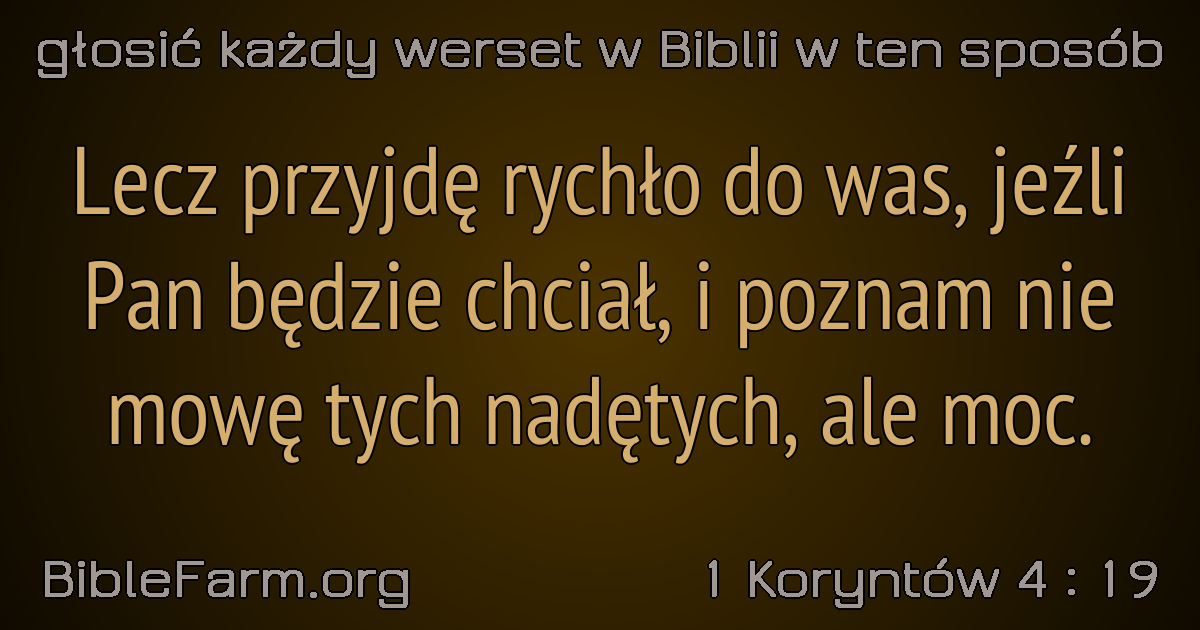 głosić każdy werset w Biblii w ten sposób
Lecz przyjdę rychło do was, jeźli
Pan będzie chciał, i poznam nie
mowę tych nadętych, ale moc.
BibleFarm.org
1 Koryntów 4 : 19